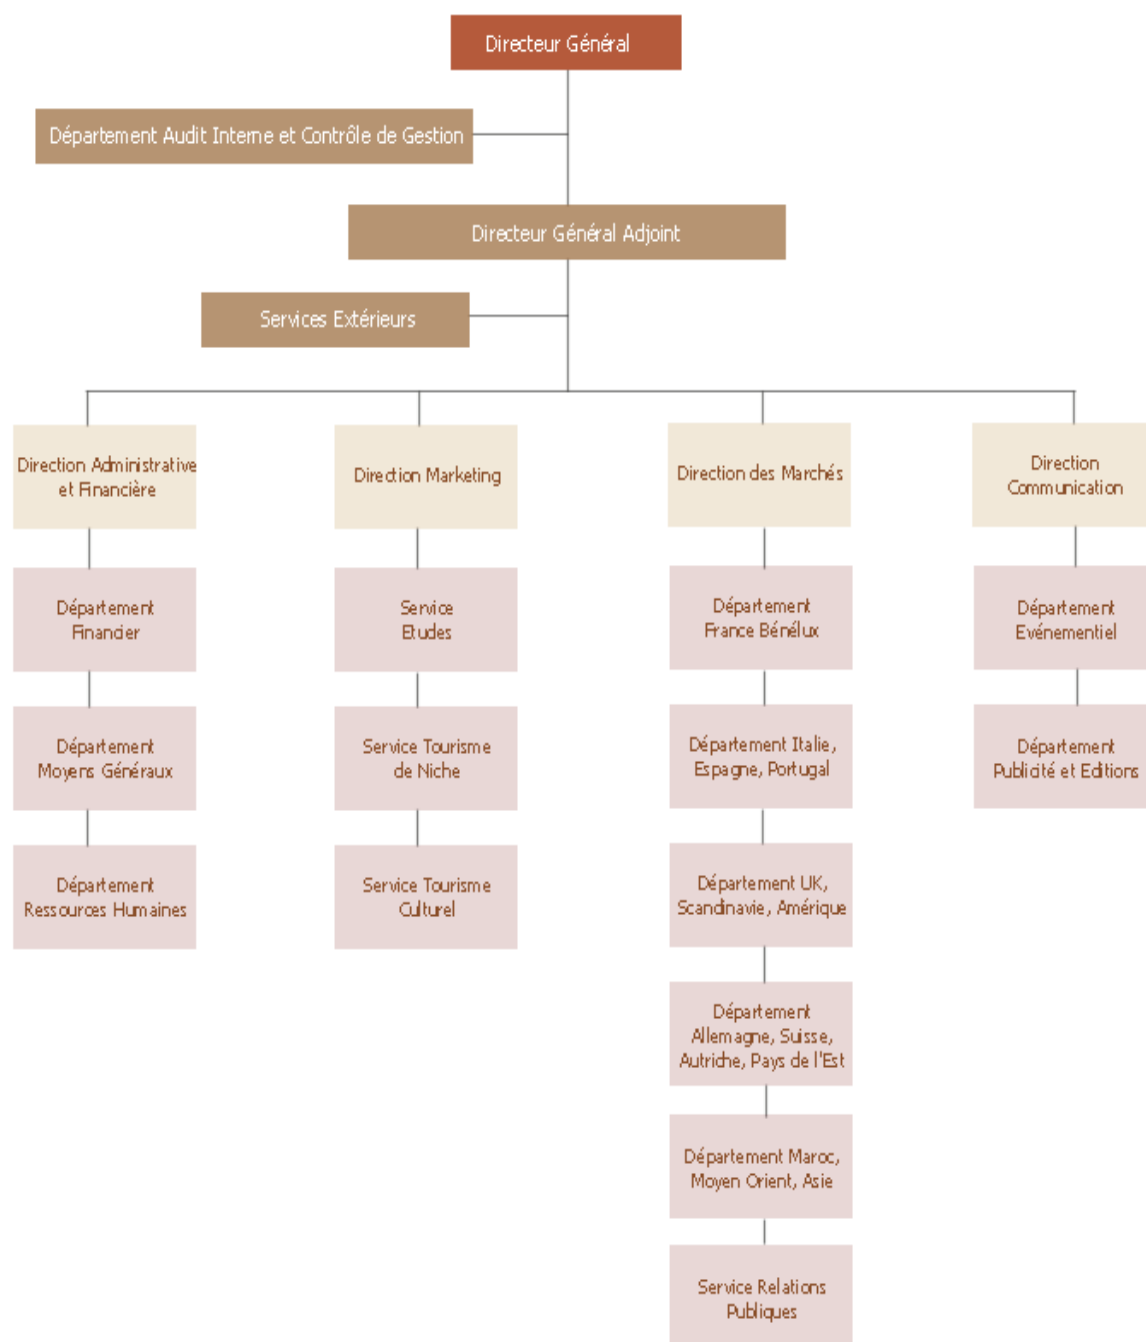 Directeur Général
Département Audit Interne et Contrôle de Gestion
Directeur Général Adjoint
Services Extérieurs
Direction Administrative
et Financière
Direction Marketing
Direction des Marchés
Direction
Communication
Département
Financier
Service
Etudes
Département
France Bénélux
Département
Evénementiel
Département
Moyens Généraux
Service Tourisme
de Niche
Département Italie,
Espagne, Portugal
Département
Publicité et Editions
Département
Ressources Humaines
Service Tourisme
Culturel
Département UK,
Scandinavie, Amérique
Département
Allemagne, Suisse,
Autriche, Pays de l'Est
Département Maroc,
Moyen Orient, Asie
Service Relations
Publiques